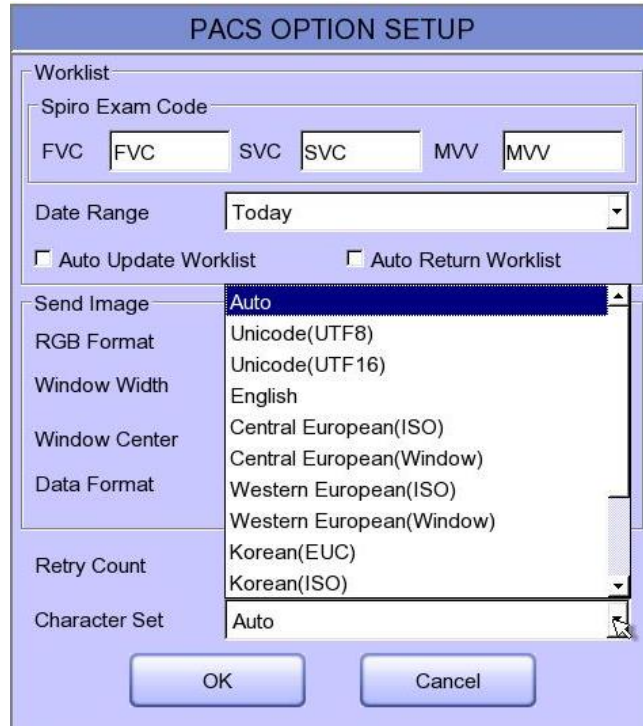 PACS OPTION SETUP
Worklist
Spiro Exam Code
FVC FVC SVC SVC MVV MVV
Date Range Today
Auto Update Worklist Auto Return Worklist
Send Image
RGB Format
Window Width
Window Center
Data Format
Auto
Unicode(UTF8)
Unicode(UTF16)
English
Central European(ISO)
Central European(Window)
Western European(ISO)
Western European(Window)
Korean(EUC)
Korean(ISO)
Retry Count
Character Set Auto
OK Cancel